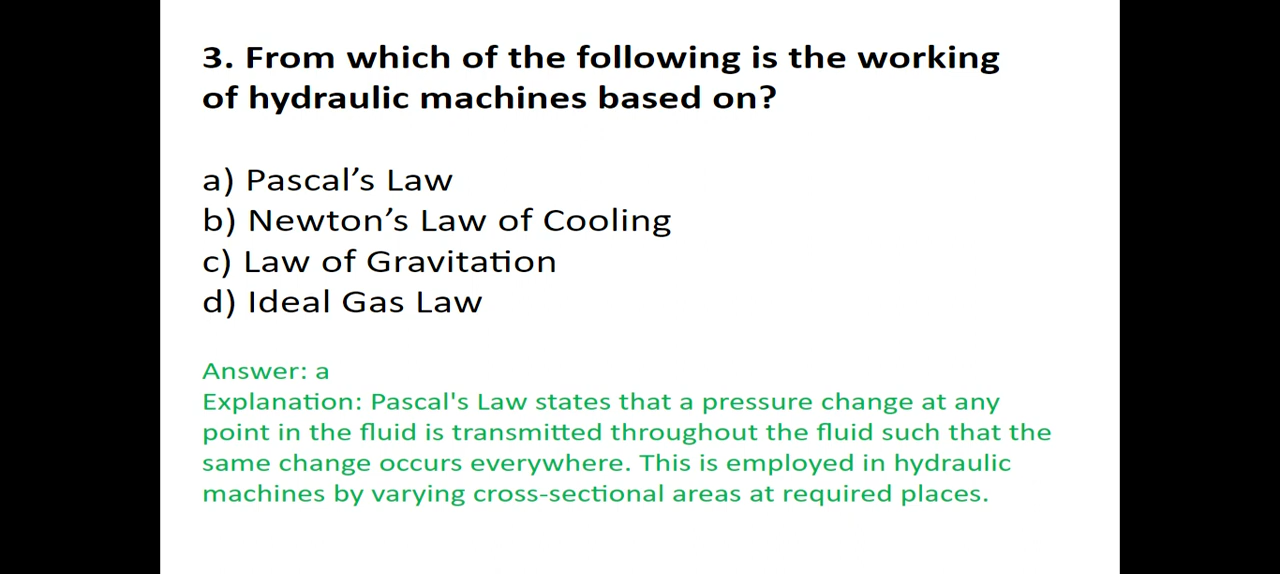 3. From which of the following is the working
of hydraulic machines based on?
a) Pascal’s Law
b) Newton’s Law of Cooling
c) Law of Gravitation
d) Ideal Gas Law
Answer: a
Explanation: Pascal's Law states that a pressure change at any
point in the fluid is transmitted throughout the fluid such that the
same change occurs everywhere. This is employed in hydraulic
machines by varying cross-sectional areas at required places.